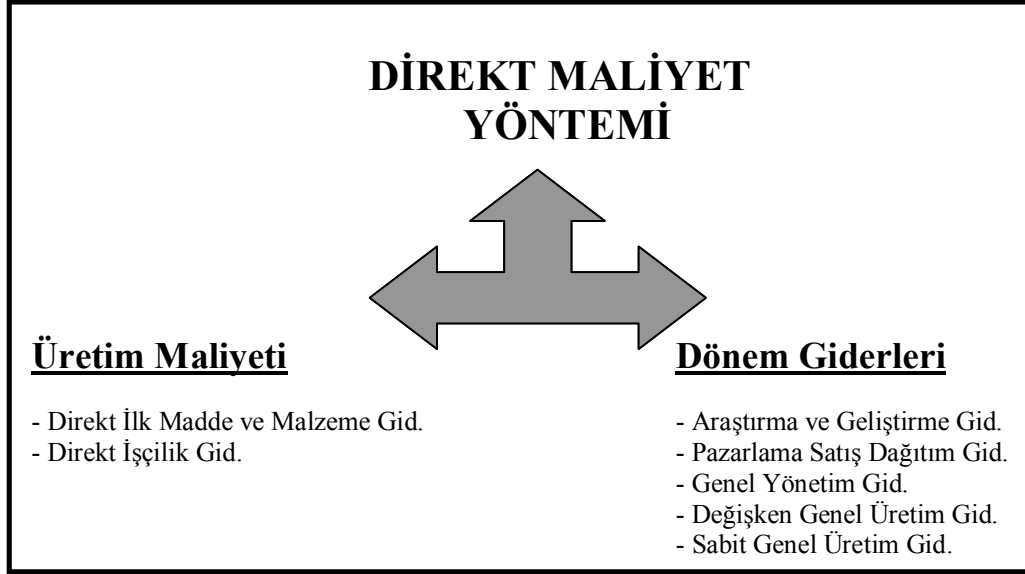 DİREKT MALİYET
YÖNTEMİ
Üretim Maliyeti
- Direkt İlk Madde ve Malzeme Gid.
- Direkt İşçilik Gid.
Dönem Giderleri
- Araştırma ve Geliştirme Gid.
- Pazarlama Satış Dağıtım Gid.
- Genel Yönetim Gid.
- Değişken Genel Üretim Gid.
- Sabit Genel Üretim Gid.